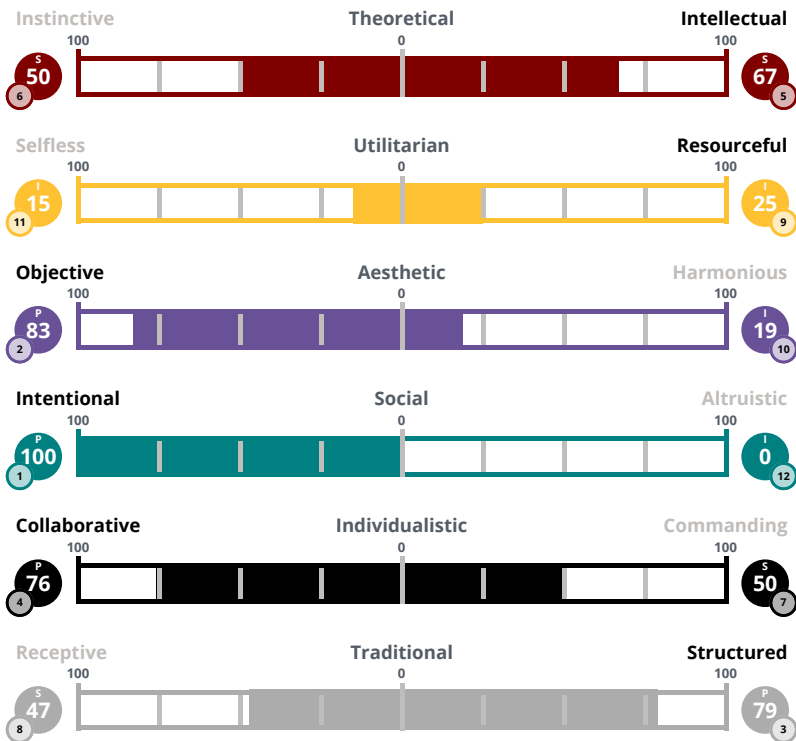 Instinctive Theoretical Intellectual
100 0 100
S S
50 67
6 5
Selfless Utilitarian Resourceful
100 0 100
I I
15 25
11 9
Objective Aesthetic Harmonious
100 0 100
P I
83 19
2 10
Intentional Social Altruistic
100 0 100
P I
100 0
1 12
Collaborative Individualistic Commanding
100 0 100
P S
76 50
4 7
Receptive Traditional Structured
100 0 100
S P
47 79
8 3